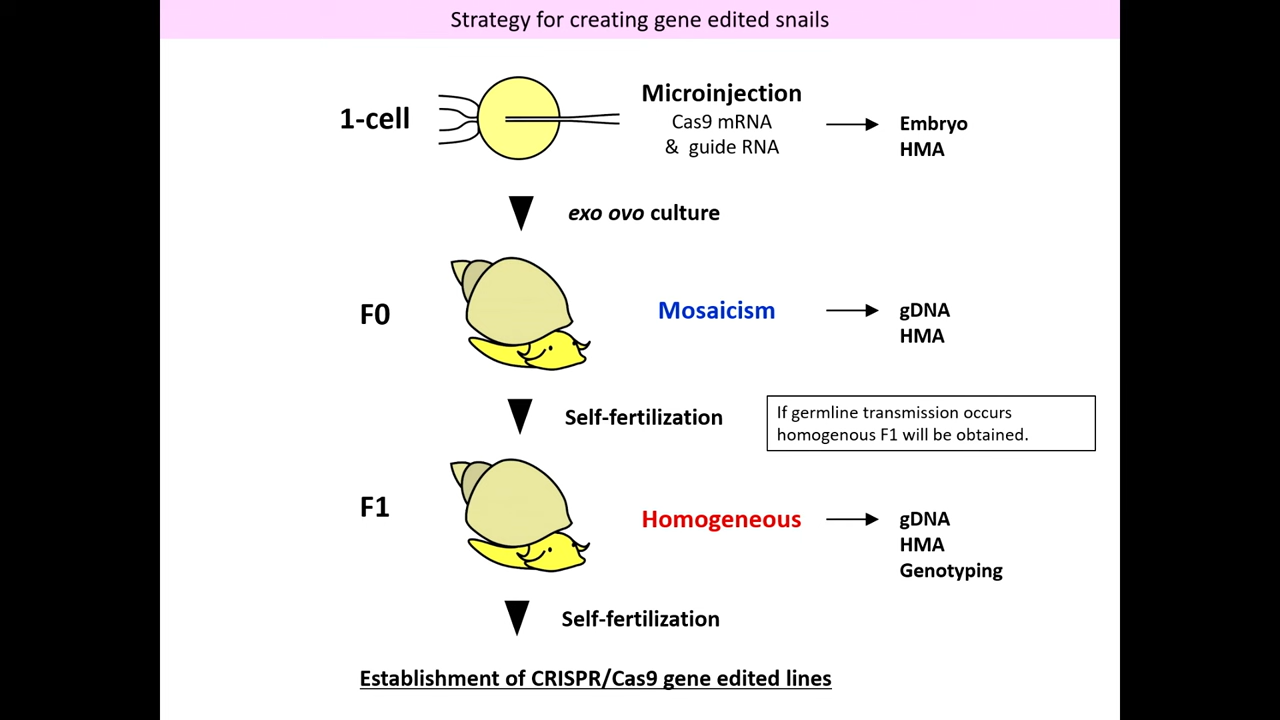 Strategy for creating gene edited snails
1-cell
Microinjection
Cas9 mRNA
& guide RNA
Embryo
HMA
exo ovo culture
F0
Mosaicism
gDNA
HMA
Self-fertilization
If germline transmission occurs
homogenous F1 will be obtained.
F1
Homogeneous
gDNA
HMA
Genotyping
Self-fertilization
Establishment of CRISPR/Cas9 gene edited lines